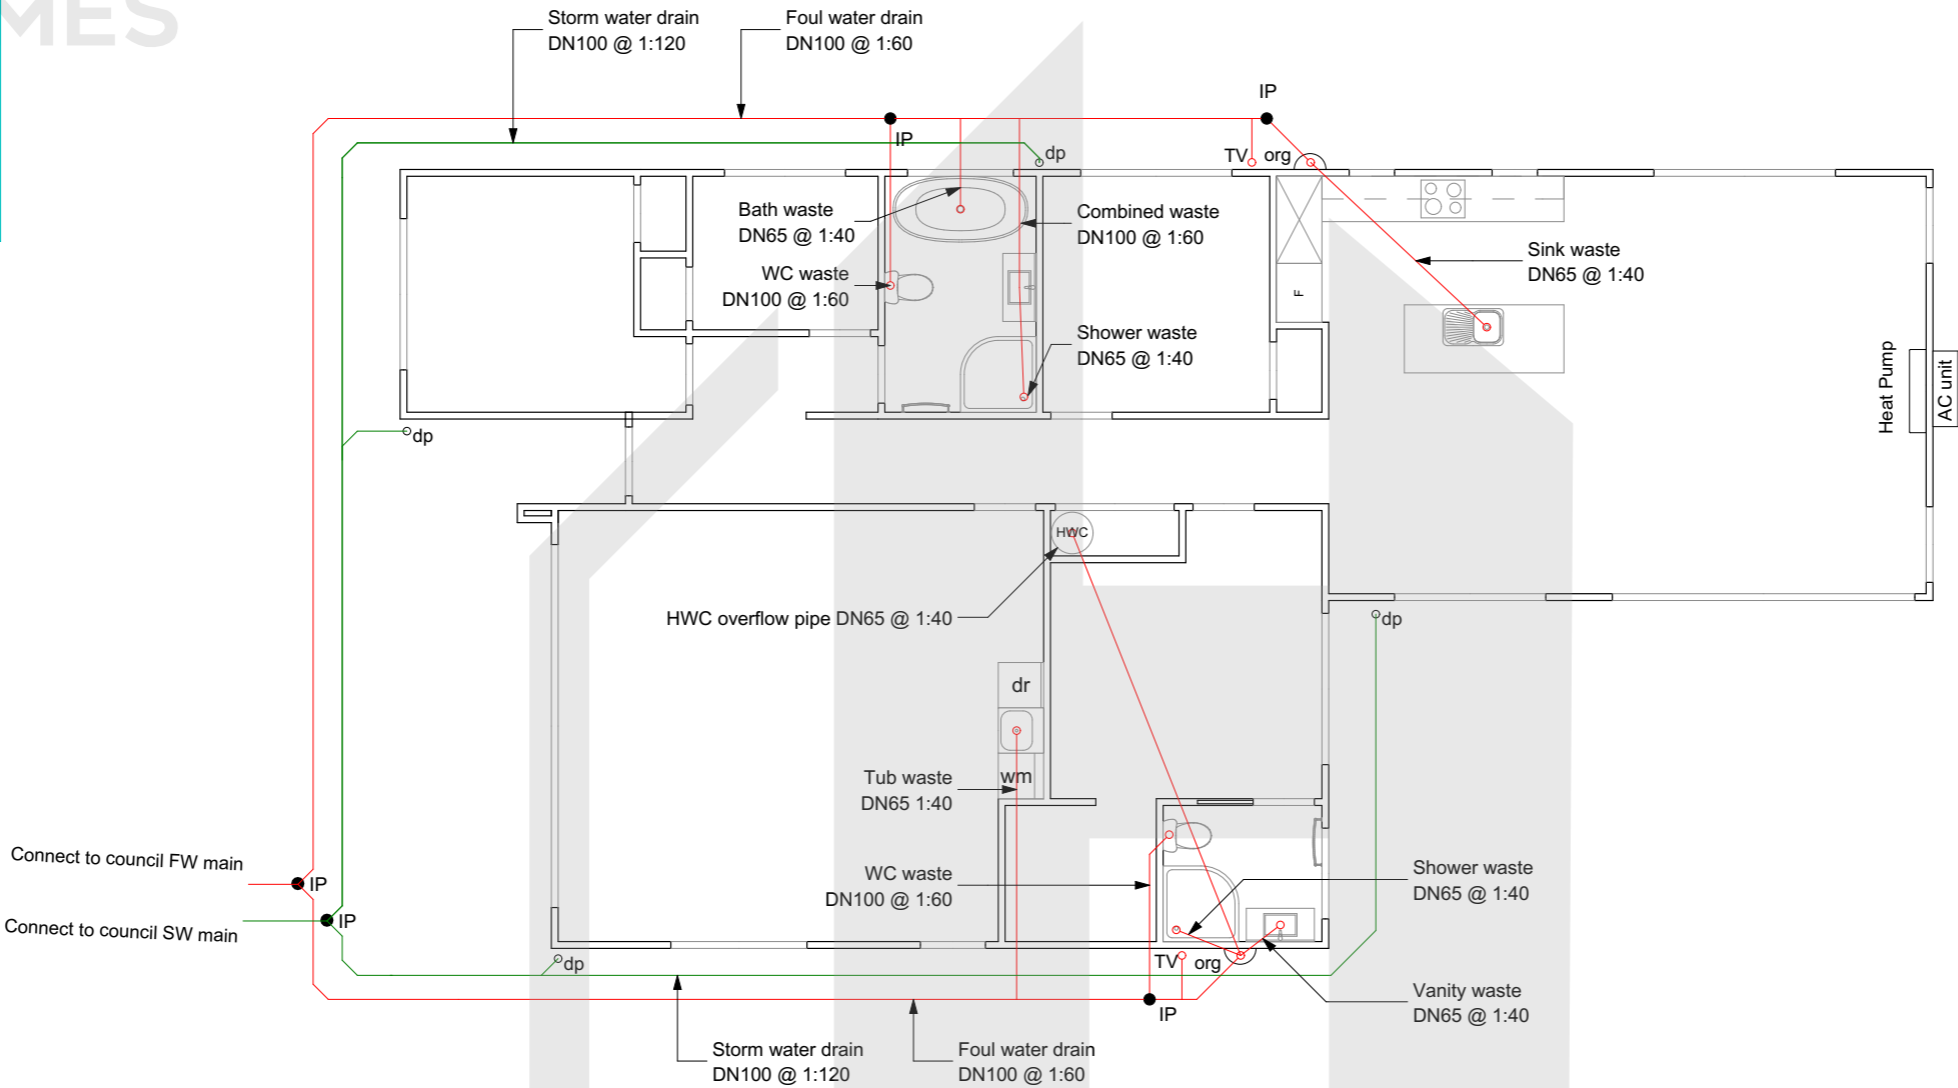 MES
Storm water drain
DN100 @ 1:120
Foul water drain
DN100 @ 1:60
IP
IP
dp
TV
org
Bath waste
DN65 @ 1:40
Combined waste
DN100 @ 1:60
WC waste
DN100 @ 1:60
Sink waste
DN65 @ 1:40
F
Shower waste
DN65 @ 1:40
Heat Pump
AC unit
dp
HWC
HWC overflow pipe DN65 @ 1:40
dp
dr
wm
Tub waste
DN65 1:40
Connect to council FW main
IP
WC waste
DN100 @ 1:60
Shower waste
DN65 @ 1:40
Connect to council SW main
IP
dp
TV
org
IP
Vanity waste
DN65 @ 1:40
Storm water drain
DN100 @ 1:120
Foul water drain
DN100 @ 1:60